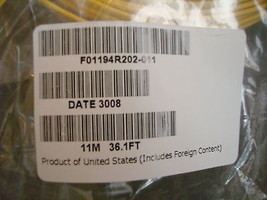 F01194R202-011
DATE 3008
11M 36.1FT
Product of United States (Includes Foreign Content)